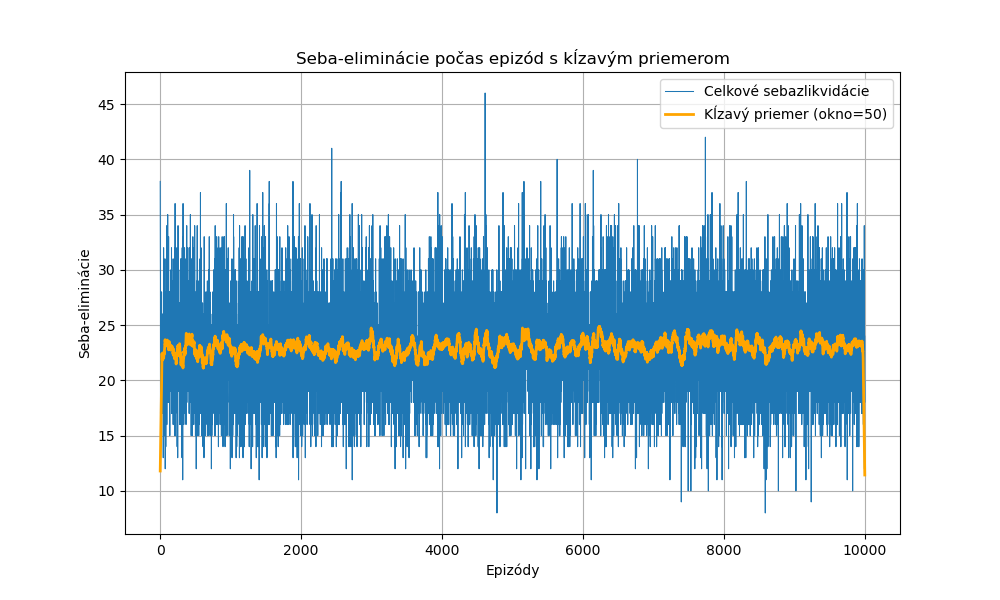 Seba-eliminácie počas epizód s kĺzavým priemerom
Celkové sebazlikvidácie
Kĺzavý priemer (okno=50)
Seba-eliminácie
45
40
35
30
25
20
15
10
0 2000 4000 6000 8000 10000
Epizódy